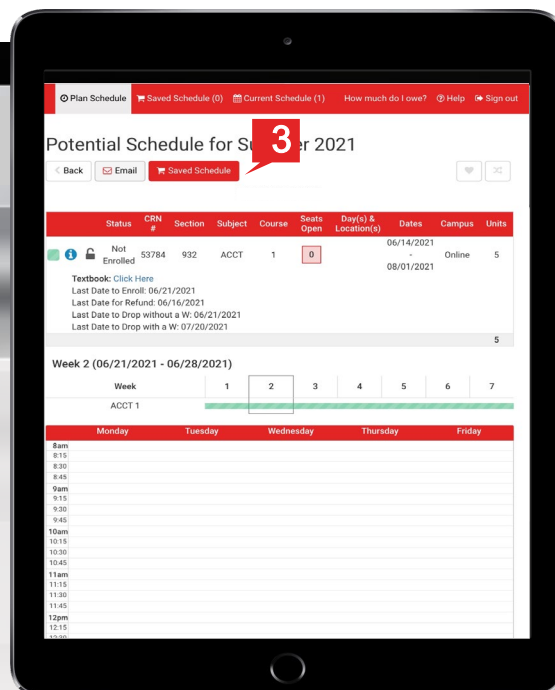 Plan Schedule Saved Schedule (0) Current Schedule (1) How much do I owe? Help Sign out
Potential Schedule for S er 2021
3
Back Email Saved Schedule
Status CRN # Section Subject Course Seats Open Day(s) & Location(s) Dates Campus Units
Not Enrolled 53784 932 ACCT 1 0 06/14/2021 - 08/01/2021 Online 5
Textbook: Click Here
Last Date to Enroll: 06/21/2021
Last Date for Refund: 06/16/2021
Last Date to Drop without a W: 06/21/2021
Last Date to Drop with a W: 07/20/2021
5
Week 2 (06/21/2021 - 06/28/2021)
Week 1 2 3 4 5 6 7
ACCT 1
Monday Tuesday Wednesday Thursday Friday
8am
8:15
8:30
8:45
9am
9:15
9:30
9:45
10am
10:15
10:30
10:45
11am
11:15
11:30
11:45
12pm
12:15